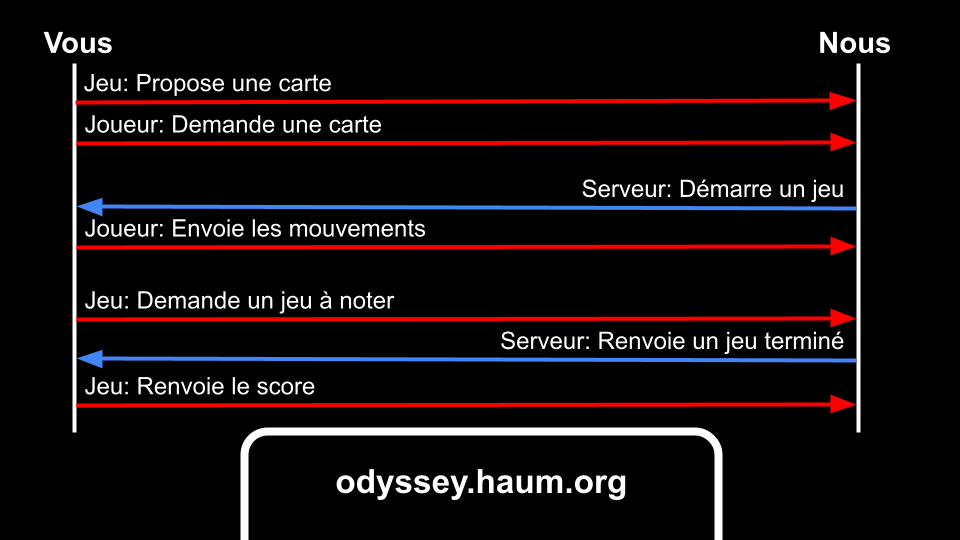 Vous
Nous
Jeu: Propose une carte
Joueur: Demande une carte
Serveur: Démarre un jeu
Joueur: Envoie les mouvements
Jeu: Demande un jeu à noter
Serveur: Renvoie un jeu terminé
Jeu: Renvoie le score
odyssey.haum.org